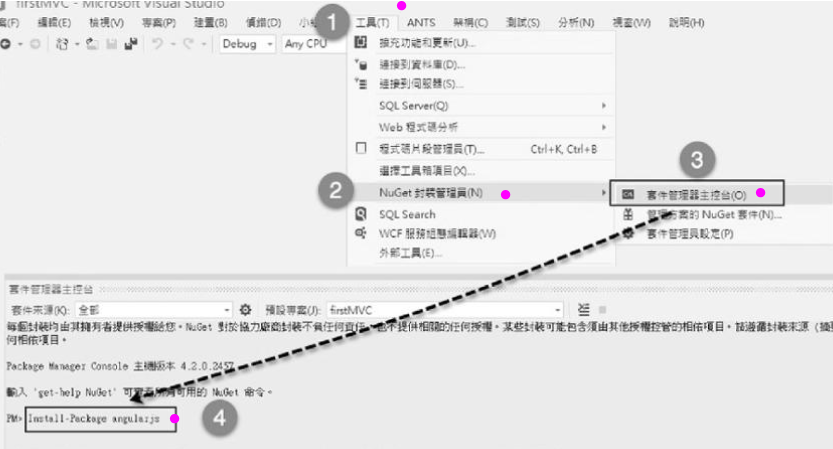 firstMVC - Microsoft Visual Studio
案(F) 編輯(E) 檢視(V) 專案(P) 建置(B) 偵錯(D) 小組 工具(T) ANTS 架構(C) 測試(S) 分析(N) 視窗(W) 說明(H)
1
Debug Any CPU
擴充功能和更新(U)...
連接到資料庫(D)...
連接到伺服器(S)...
SQL Server(Q)
Web 程式碼分析
程式碼片段管理員(T)... Ctrl+K, Ctrl+B
選擇工具箱項目(X)...
3
2
NuGet 封裝管理員(N)
套件管理器主控台(O)
SQL Search
管理方案的 NuGet 套件(N)...
WCF 服務組態編輯器(W)
套件管理員設定(P)
外部工具(E)...
套件管理器主控台
套件來源(K): 全部 預設專案(J): firstMVC
每個封裝均由其擁有者提供授權給您。NuGet 對於協力廠商封裝不負任何責任，也不提供相關的任何授權。某些封裝可能包含須由其他授權控管的相依項目。請遵循封裝來源
何相依項目。
Package Manager Console 主機版本 4.2.0.2457
輸入 'get-help NuGet' 可查看所有可用的 NuGet 命令。
PM> Install-Package angularjs
4